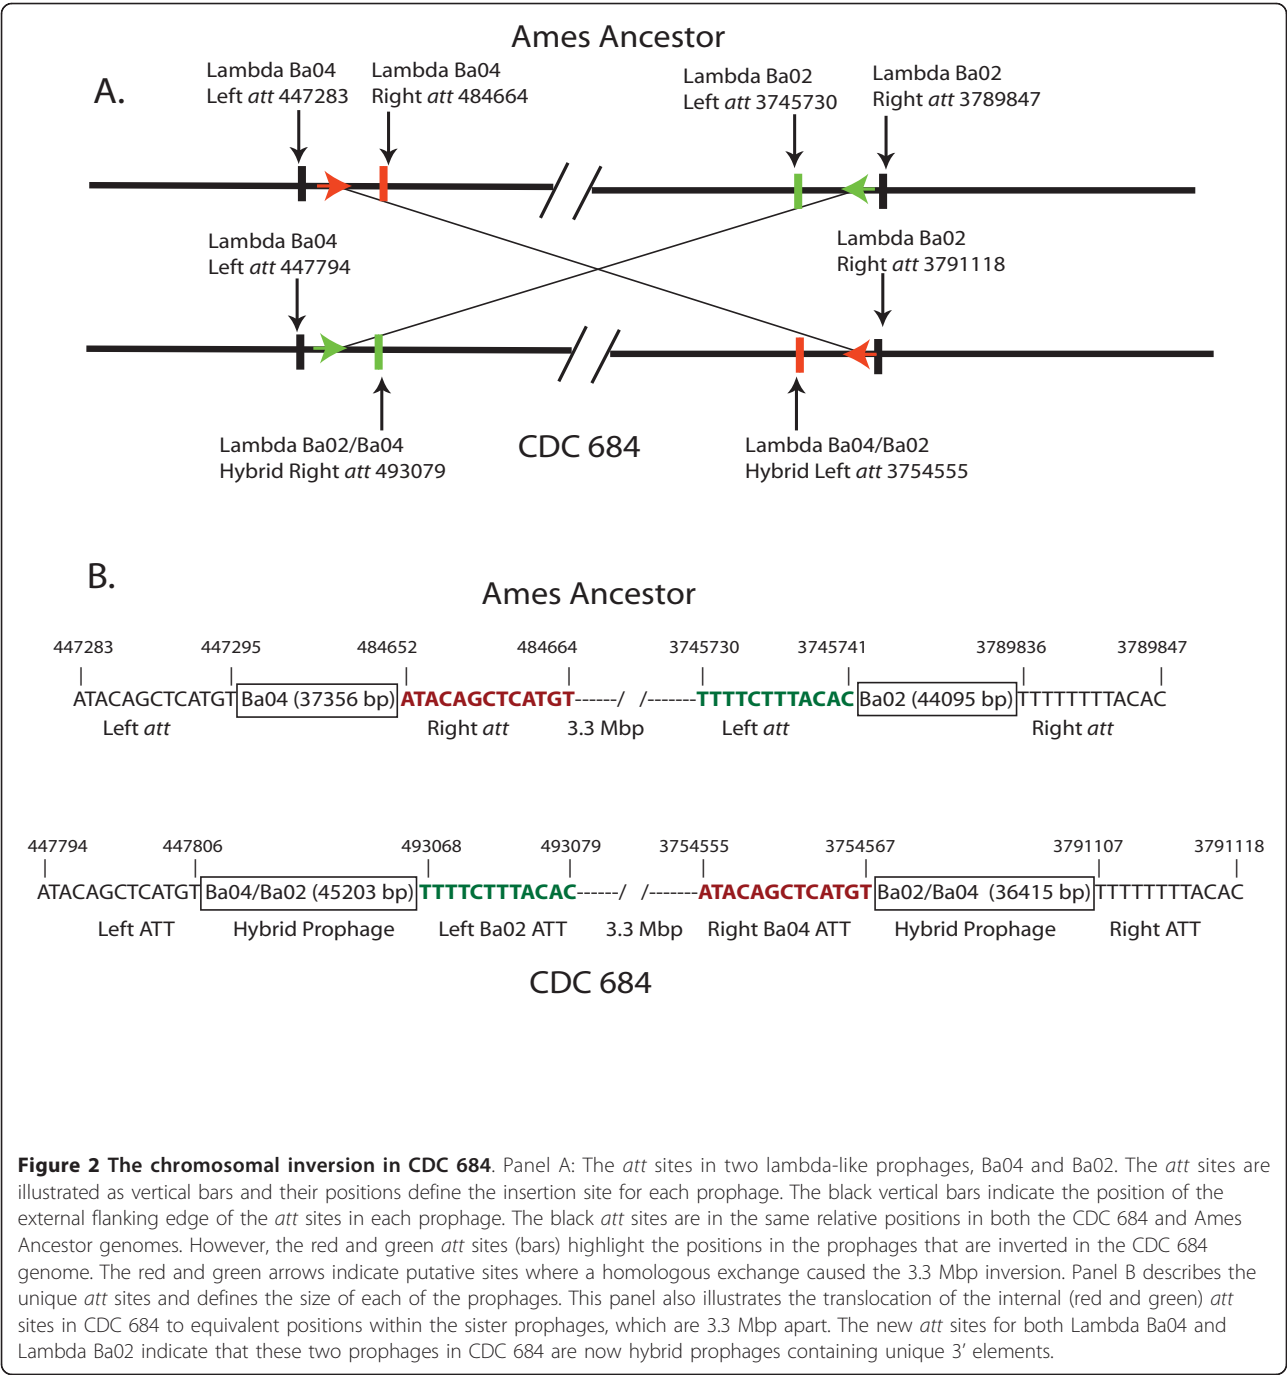 Ames Ancestor
A.
Lambda Ba04
Left att 447283
Lambda Ba04
Right att 484664
Lambda Ba02
Left att 3745730
Lambda Ba02
Right att 3789847
Lambda Ba04
Left att 447794
Lambda Ba02
Right att 3791118
Lambda Ba02/Ba04
Hybrid Right att 493079
CDC 684
Lambda Ba04/Ba02
Hybrid Left att 3754555
B.
Ames Ancestor
447283 447295 484652 484664 3745730 3745741 3789836 3789847
ATACAGCTCATGT Ba04 (37356 bp) ATACAGCTCATGT------/ /-------TTTTCTTTACAC Ba02 (44095 bp) TTTTTTTTACAC
Left att Right att 3.3 Mbp Left att Right att
447794 447806 493068 493079 3754555 3754567 3791107 3791118
ATACAGCTCATGT Ba04/Ba02 (45203 bp) TTTTCTTTACAC------/ /-------ATACAGCTCATGT Ba02/Ba04 (36415 bp) TTTTTTTTACAC
Left ATT Hybrid Prophage Left Ba02 ATT 3.3 Mbp Right Ba04 ATT Hybrid Prophage Right ATT
CDC 684
Figure 2 The chromosomal inversion in CDC 684. Panel A: The att sites in two lambda-like prophages, Ba04 and Ba02. The att sites are
illustrated as vertical bars and their positions define the insertion site for each prophage. The black vertical bars indicate the position of the
external flanking edge of the att sites in each prophage. The black att sites are in the same relative positions in both the CDC 684 and Ames
Ancestor genomes. However, the red and green att sites (bars) highlight the positions in the prophages that are inverted in the CDC 684
genome. The red and green arrows indicate putative sites where a homologous exchange caused the 3.3 Mbp inversion. Panel B describes the
unique att sites and defines the size of each of the prophages. This panel also illustrates the translocation of the internal (red and green) att
sites in CDC 684 to equivalent positions within the sister prophages, which are 3.3 Mbp apart. The new att sites for both Lambda Ba04 and
Lambda Ba02 indicate that these two prophages in CDC 684 are now hybrid prophages containing unique 3' elements.